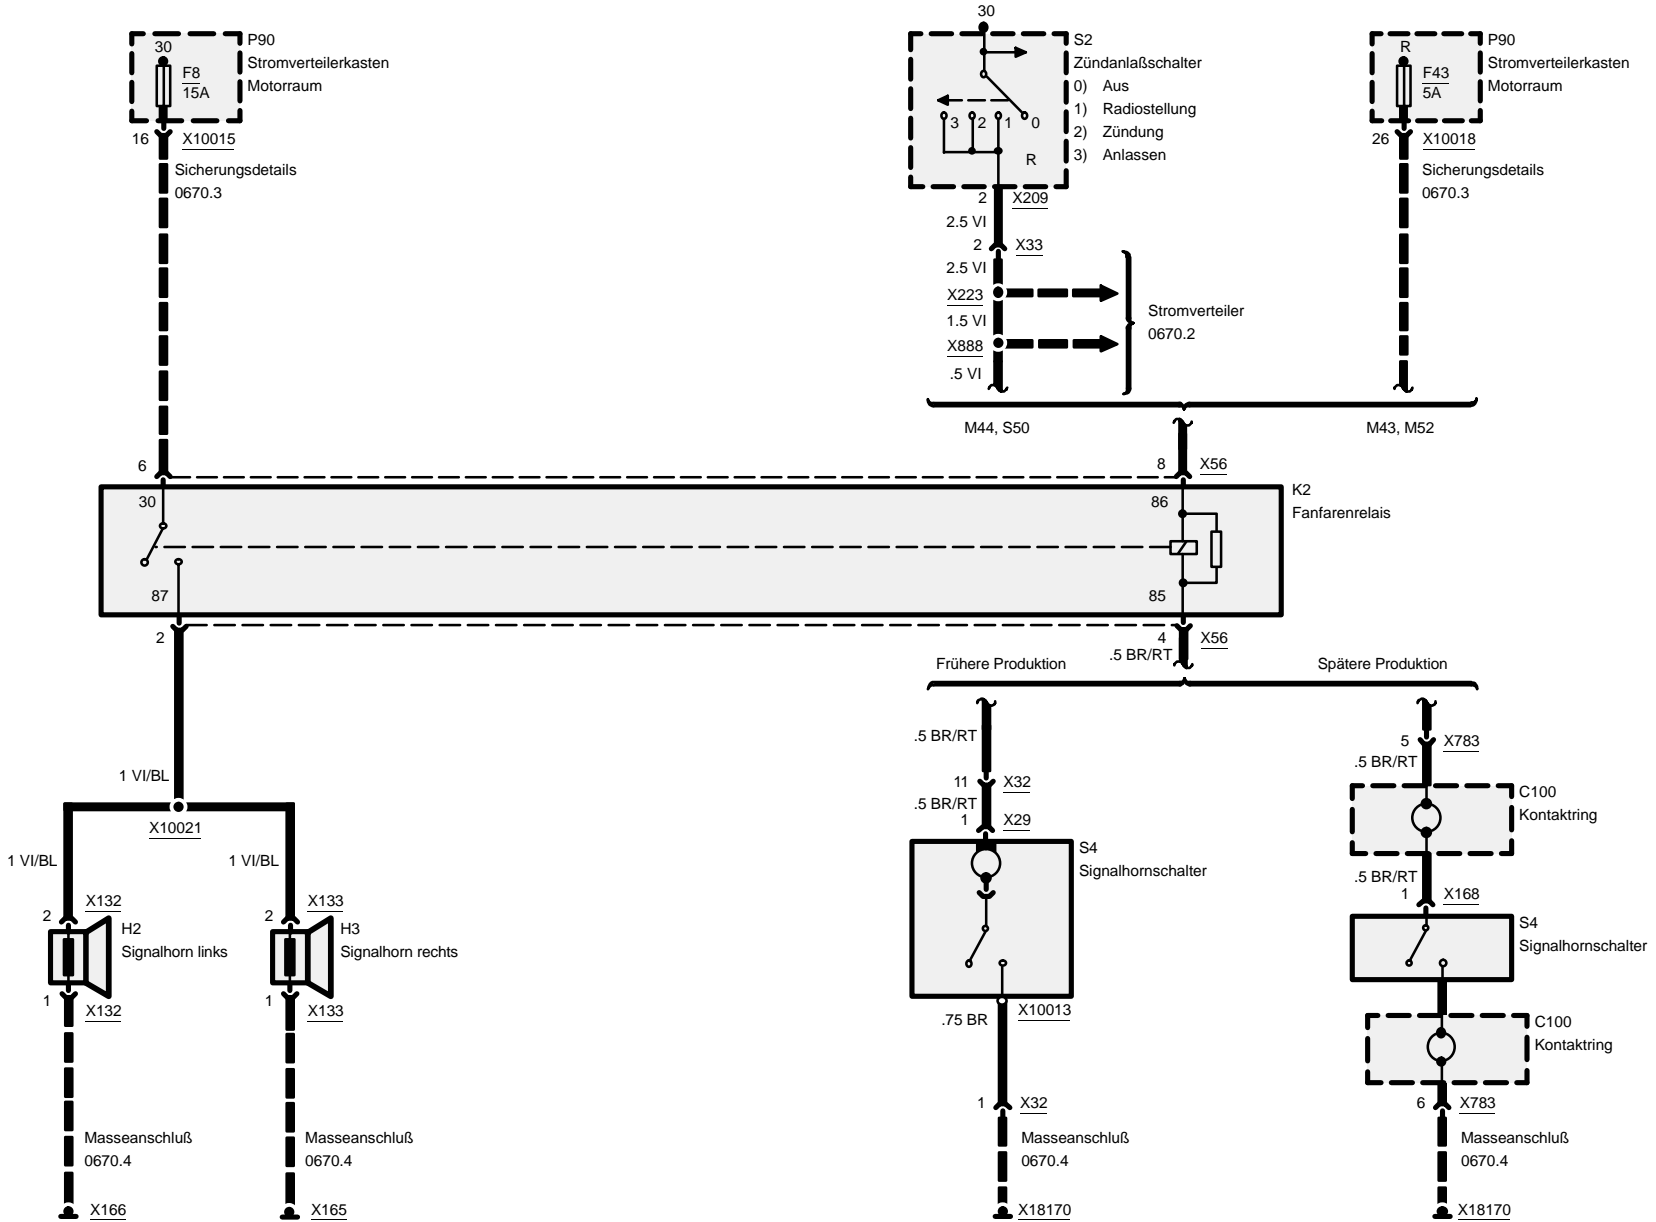 30
P90
Stromverteilerkasten
Motorraum
30
F8
15A
16
X10015
Sicherungsdetails
0670.3
S2
Zündanlaßschalter
0) Aus
1) Radiostellung
2) Zündung
3) Anlassen
3
2
1
0
R
2
X209
2.5 VI
2
X33
2.5 VI
X223
1.5 VI
X888
.5 VI
Stromverteiler
0670.2
P90
Stromverteilerkasten
Motorraum
R
F43
5A
26
X10018
Sicherungsdetails
0670.3
M44, S50
M43, M52
6
8
X56
K2
Fanfarenrelais
30
86
87
85
2
4
X56
.5 BR/RT
Frühere Produktion
Spätere Produktion
1 VI/BL
X10021
1 VI/BL
1 VI/BL
2
X132
H2
Signalhorn links
1
X132
Masseanschluß
0670.4
X166
2
X133
H3
Signalhorn rechts
1
X133
Masseanschluß
0670.4
X165
.5 BR/RT
11
X32
.5 BR/RT
1
X29
S4
Signalhornschalter
X10013
.75 BR
1
X32
Masseanschluß
0670.4
X18170
5
X783
.5 BR/RT
C100
Kontaktring
.5 BR/RT
1
X168
S4
Signalhornschalter
C100
Kontaktring
6
X783
Masseanschluß
0670.4
X18170